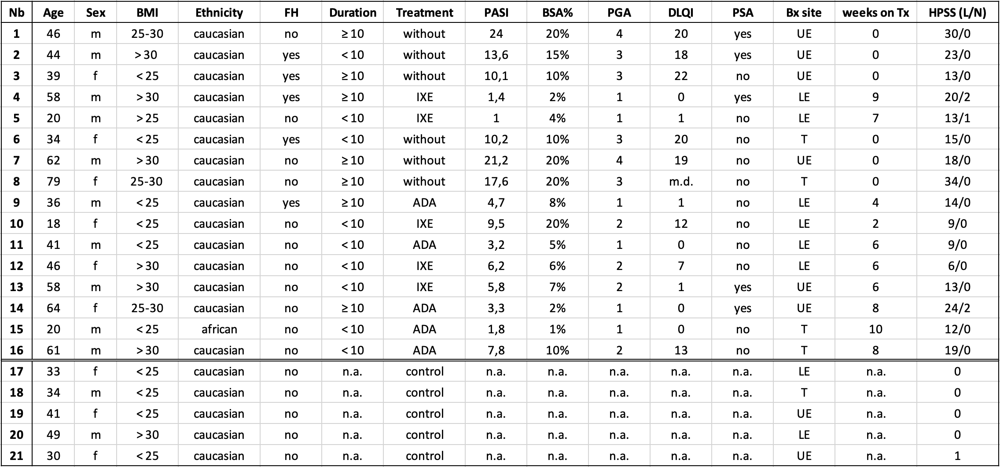 Nb Age Sex BMI Ethnicity FH Duration Treatment PASI BSA% PGA DLQI PSA Bx site weeks on Tx HPSS (L/N)
1 46 m 25-30 caucasian no ≥ 10 without 24 20% 4 20 yes UE 0 30/0
2 44 m > 30 caucasian yes < 10 without 13,6 15% 3 18 yes UE 0 23/0
3 39 f < 25 caucasian yes ≥ 10 without 10,1 10% 3 22 no UE 0 13/0
4 58 m > 30 caucasian yes ≥ 10 IXE 1,4 2% 1 0 yes LE 9 20/2
5 20 m > 25 caucasian no < 10 IXE 1 4% 1 1 no LE 7 13/1
6 34 f < 25 caucasian yes < 10 without 10,2 10% 3 20 no T 0 15/0
7 62 m > 30 caucasian no ≥ 10 without 21,2 20% 4 19 no UE 0 18/0
8 79 f 25-30 caucasian no ≥ 10 without 17,6 20% 3 m.d. no T 0 34/0
9 36 m < 25 caucasian yes ≥ 10 ADA 4,7 8% 1 1 no LE 4 14/0
10 18 f < 25 caucasian no < 10 IXE 9,5 20% 2 12 no LE 2 9/0
11 41 m < 25 caucasian no < 10 ADA 3,2 5% 1 0 no LE 6 9/0
12 46 f > 30 caucasian no < 10 IXE 6,2 6% 2 7 no LE 6 6/0
13 58 m > 30 caucasian no < 10 IXE 5,8 7% 2 1 yes UE 6 13/0
14 64 f 25-30 caucasian no ≥ 10 ADA 3,3 2% 1 0 yes UE 8 24/2
15 20 m < 25 african no < 10 ADA 1,8 1% 1 0 no T 10 12/0
16 61 m > 30 caucasian no < 10 ADA 7,8 10% 2 13 no T 8 19/0
17 33 f < 25 caucasian no n.a. control n.a. n.a. n.a. n.a. n.a. LE n.a. 0
18 34 m < 25 caucasian no n.a. control n.a. n.a. n.a. n.a. n.a. T n.a. 0
19 41 f < 25 caucasian no n.a. control n.a. n.a. n.a. n.a. n.a. UE n.a. 0
20 49 m > 30 caucasian no n.a. control n.a. n.a. n.a. n.a. n.a. LE n.a. 0
21 30 f < 25 caucasian no n.a. control n.a. n.a. n.a. n.a. n.a. UE n.a. 1